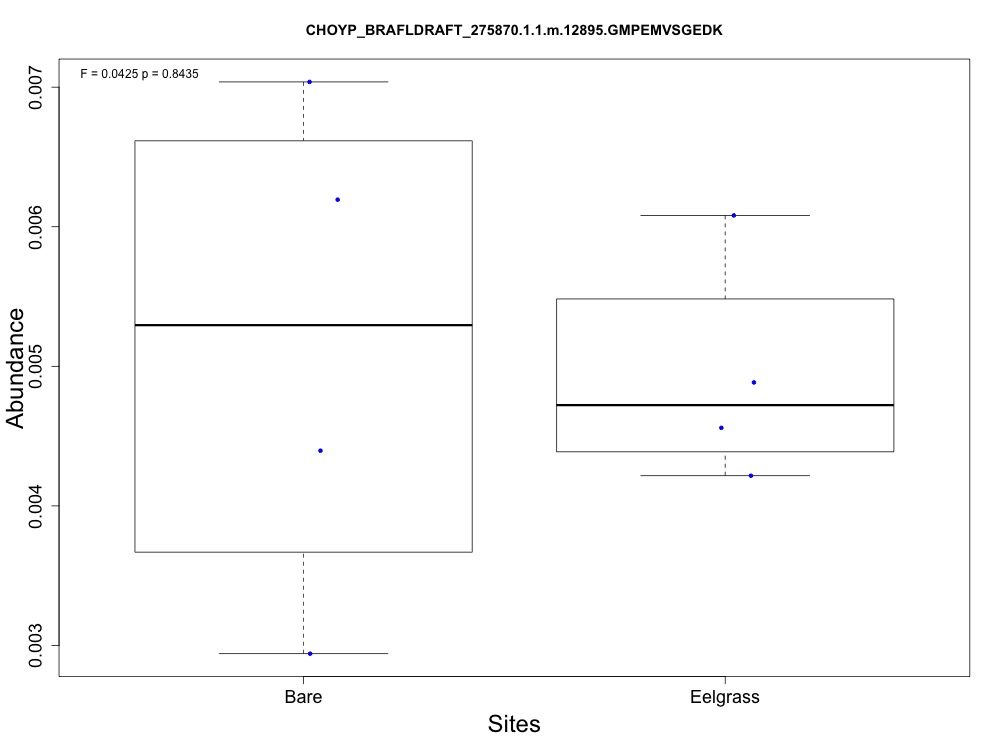 CHOYP_BRAFLDRAFT_275870.1.1.m.12895.GMPEMVSGEDK
F = 0.0425 p = 0.8435
0.007
0.006
0.005
0.004
0.003
Abundance
Bare
Eelgrass
Sites